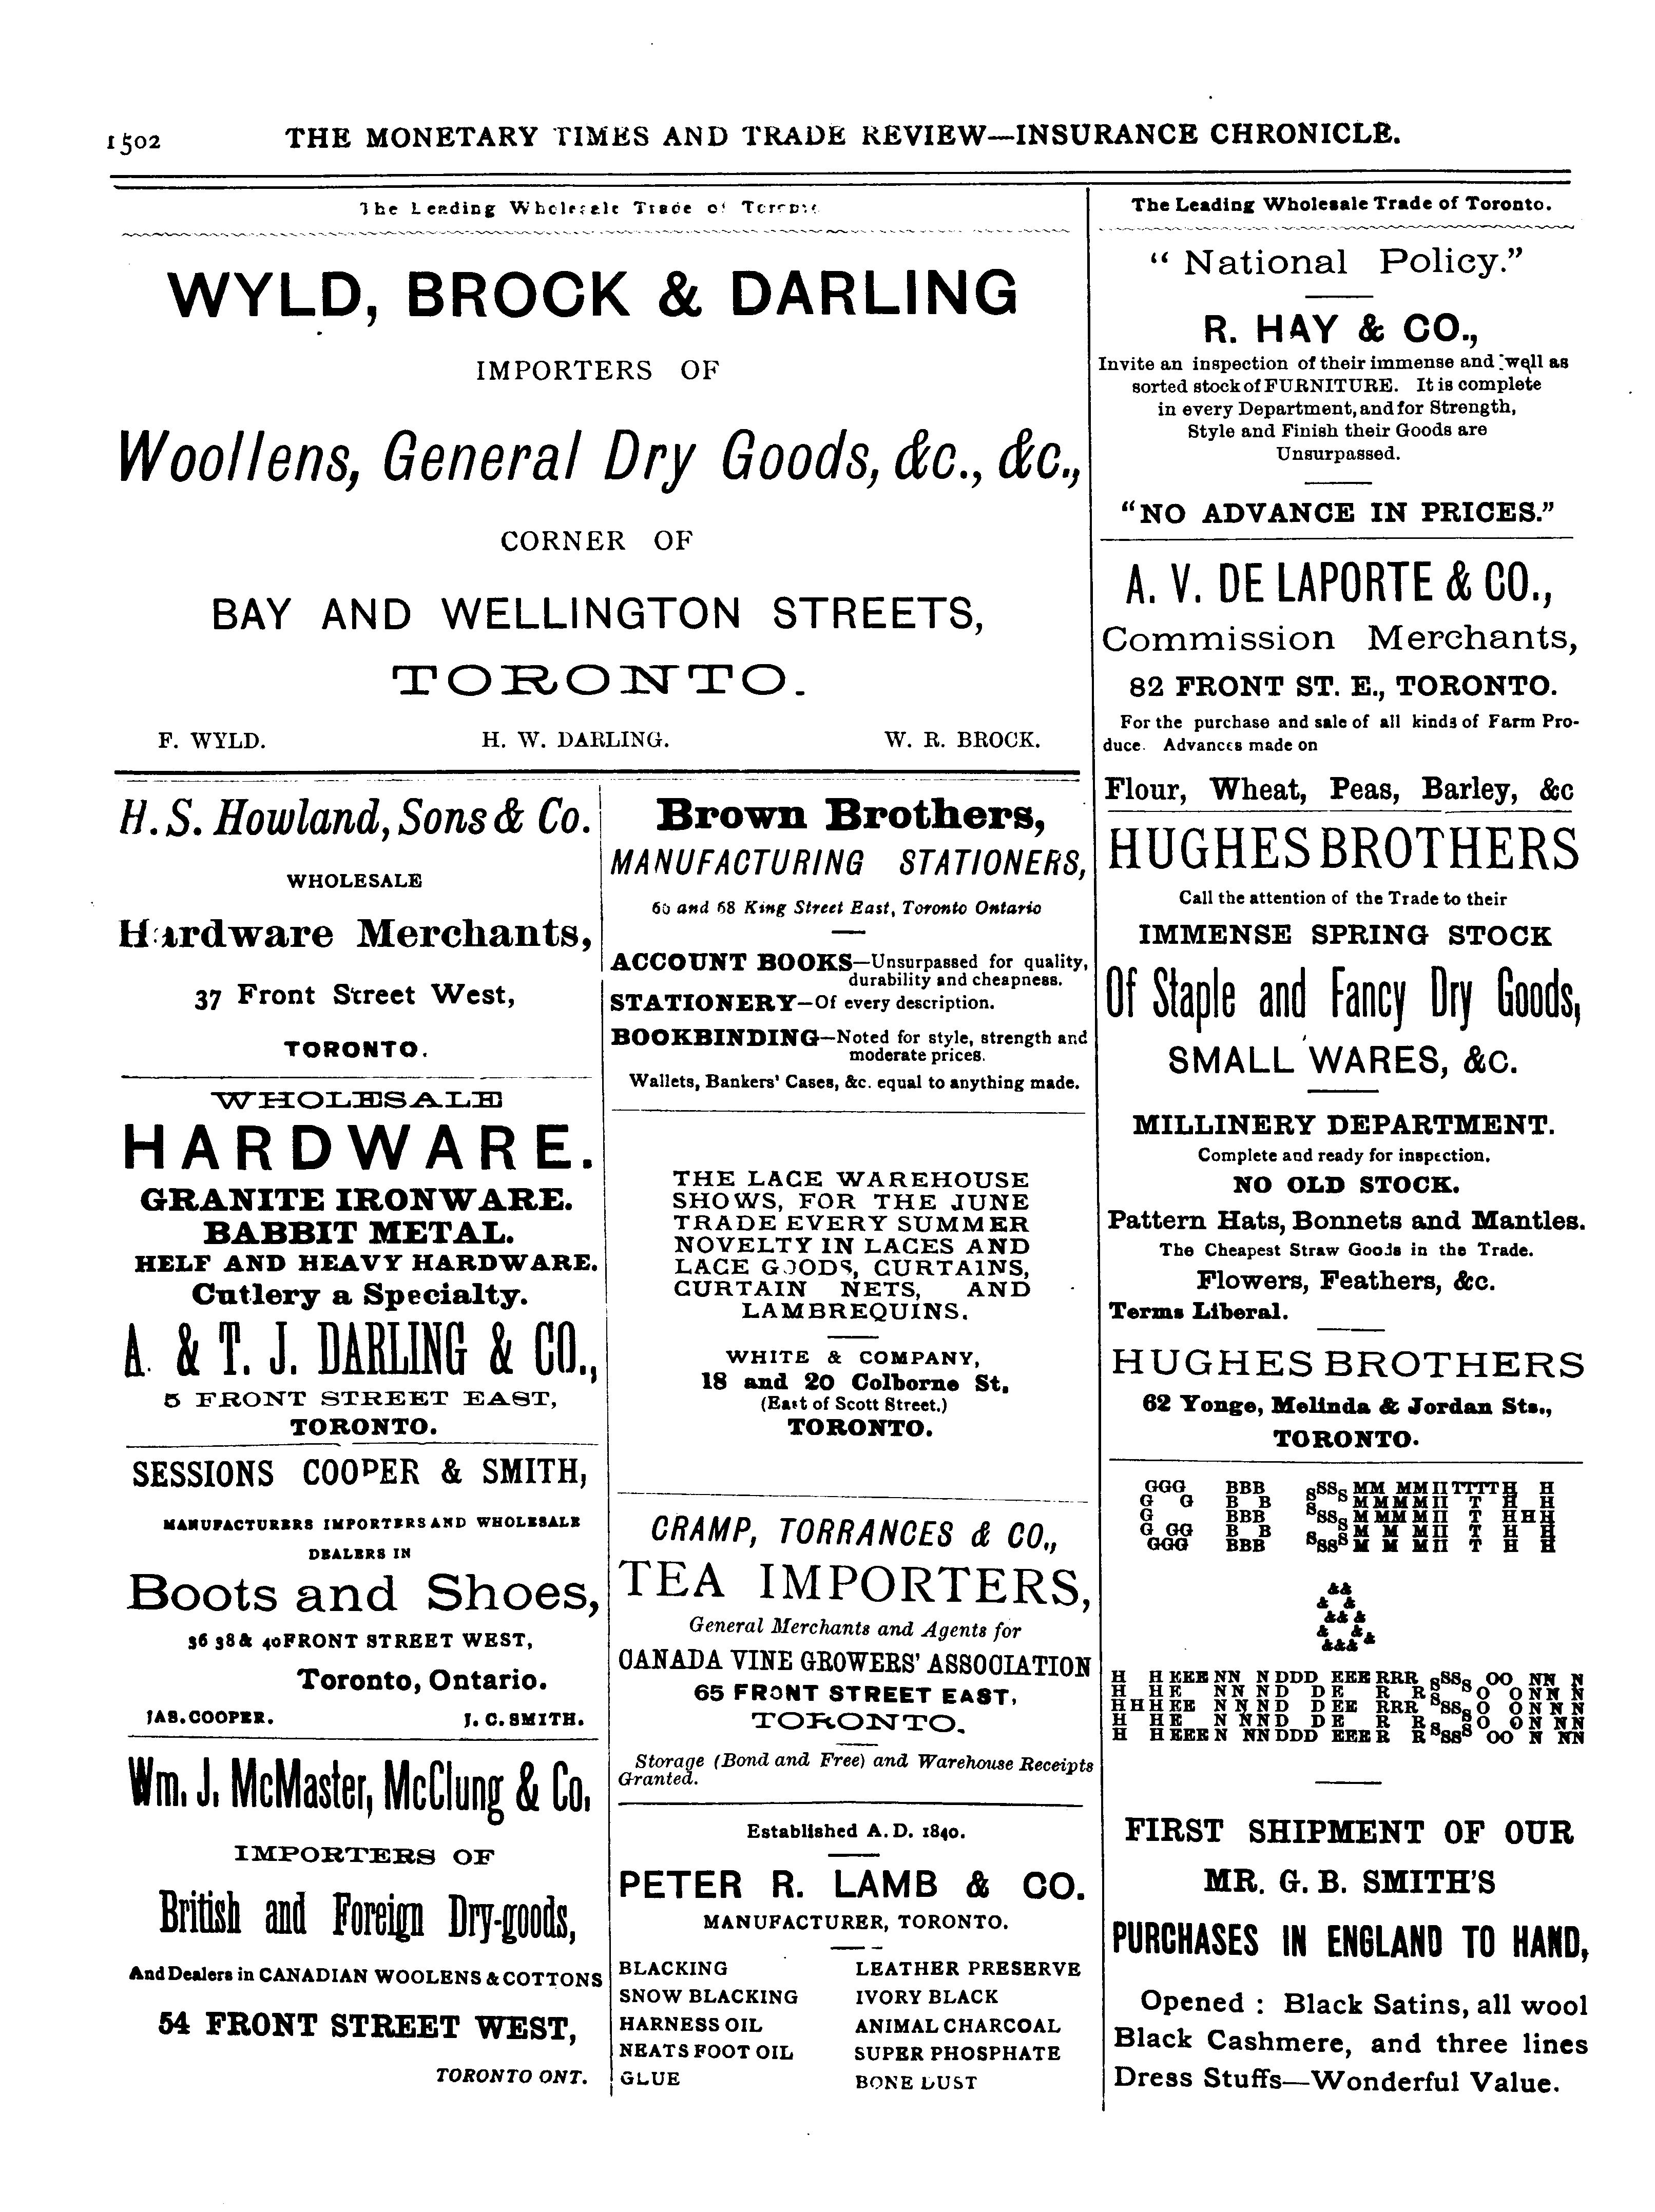 1502 THE MONETARY TIMES AND TRADE REVIEW—INSURANCE CHRONICLE.
The Leading Wholesale Trade of Toronto.
WYLD, BROCK & DARLING
IMPORTERS OF
Woollens, General Dry Goods, &c., &c.,
CORNER OF
BAY AND WELLINGTON STREETS,
TORONTO.
F. WYLD. H. W. DARLING. W. R. BROCK.
H. S. Howland, Sons & Co.
WHOLESALE
Hardware Merchants,
37 Front Street West,
TORONTO.
WHOLESALE
HARDWARE.
GRANITE IRONWARE.
BABBIT METAL.
HELF AND HEAVY HARDWARE.
Cutlery a Specialty.
A. & T. J. DARLING & CO.,
5 FRONT STREET EAST,
TORONTO.
SESSIONS COOPER & SMITH,
MANUFACTURERS IMPORTERS AND WHOLESALE
DEALERS IN
Boots and Shoes,
36 38 & 40 FRONT STREET WEST,
Toronto, Ontario.
JAS. COOPER. J. C. SMITH.
Wm. J. McMaster, McClung & Co.
IMPORTERS OF
British and Foreign Dry-goods,
And Dealers in CANADIAN WOOLENS & COTTONS
54 FRONT STREET WEST,
TORONTO ONT.
Brown Brothers,
MANUFACTURING STATIONERS,
66 and 68 King Street East, Toronto Ontario
ACCOUNT BOOKS—Unsurpassed for quality,
durability and cheapness.
STATIONERY—Of every description.
BOOKBINDING—Noted for style, strength and
moderate prices.
Wallets, Bankers' Cases, &c. equal to anything made.
THE LACE WAREHOUSE
SHOWS, FOR THE JUNE
TRADE EVERY SUMMER
NOVELTY IN LACES AND
LACE GOODS, CURTAINS,
CURTAIN NETS, AND
LAMBREQUINS.
WHITE & COMPANY,
18 and 20 Colborne St.
(East of Scott Street.)
TORONTO.
CRAMP, TORRANCES & CO.,
TEA IMPORTERS,
General Merchants and Agents for
CANADA VINE GROWERS' ASSOCIATION
65 FRONT STREET EAST,
TORONTO.
Storage (Bond and Free) and Warehouse Receipts
Granted.
Established A. D. 1840.
PETER R. LAMB & CO.
MANUFACTURER, TORONTO.
BLACKING LEATHER PRESERVE
SNOW BLACKING IVORY BLACK
HARNESS OIL ANIMAL CHARCOAL
NEATS FOOT OIL SUPER PHOSPHATE
GLUE BONE DUST
The Leading Wholesale Trade of Toronto.
" National Policy."
R. HAY & CO.,
Invite an inspection of their immense and well as
sorted stock of FURNITURE. It is complete
in every Department, and for Strength,
Style and Finish their Goods are
Unsurpassed.
"NO ADVANCE IN PRICES."
A. V. DE LAPORTE & CO.,
Commission Merchants,
82 FRONT ST. E., TORONTO.
For the purchase and sale of all kinds of Farm Pro-
duce. Advances made on
Flour, Wheat, Peas, Barley, &c
HUGHES BROTHERS
Call the attention of the Trade to their
IMMENSE SPRING STOCK
Of Staple and Fancy Dry Goods,
SMALL WARES, &c.
MILLINERY DEPARTMENT.
Complete and ready for inspection.
NO OLD STOCK.
Pattern Hats, Bonnets and Mantles.
The Cheapest Straw Goods in the Trade.
Flowers, Feathers, &c.
Terms Liberal.
HUGHES BROTHERS
62 Yonge, Melinda & Jordan Sts.,
TORONTO.
G B SMITH
&
HENDERSON
FIRST SHIPMENT OF OUR
MR. G. B. SMITH'S
PURCHASES IN ENGLAND TO HAND,
Opened : Black Satins, all wool
Black Cashmere, and three lines
Dress Stuffs—Wonderful Value.